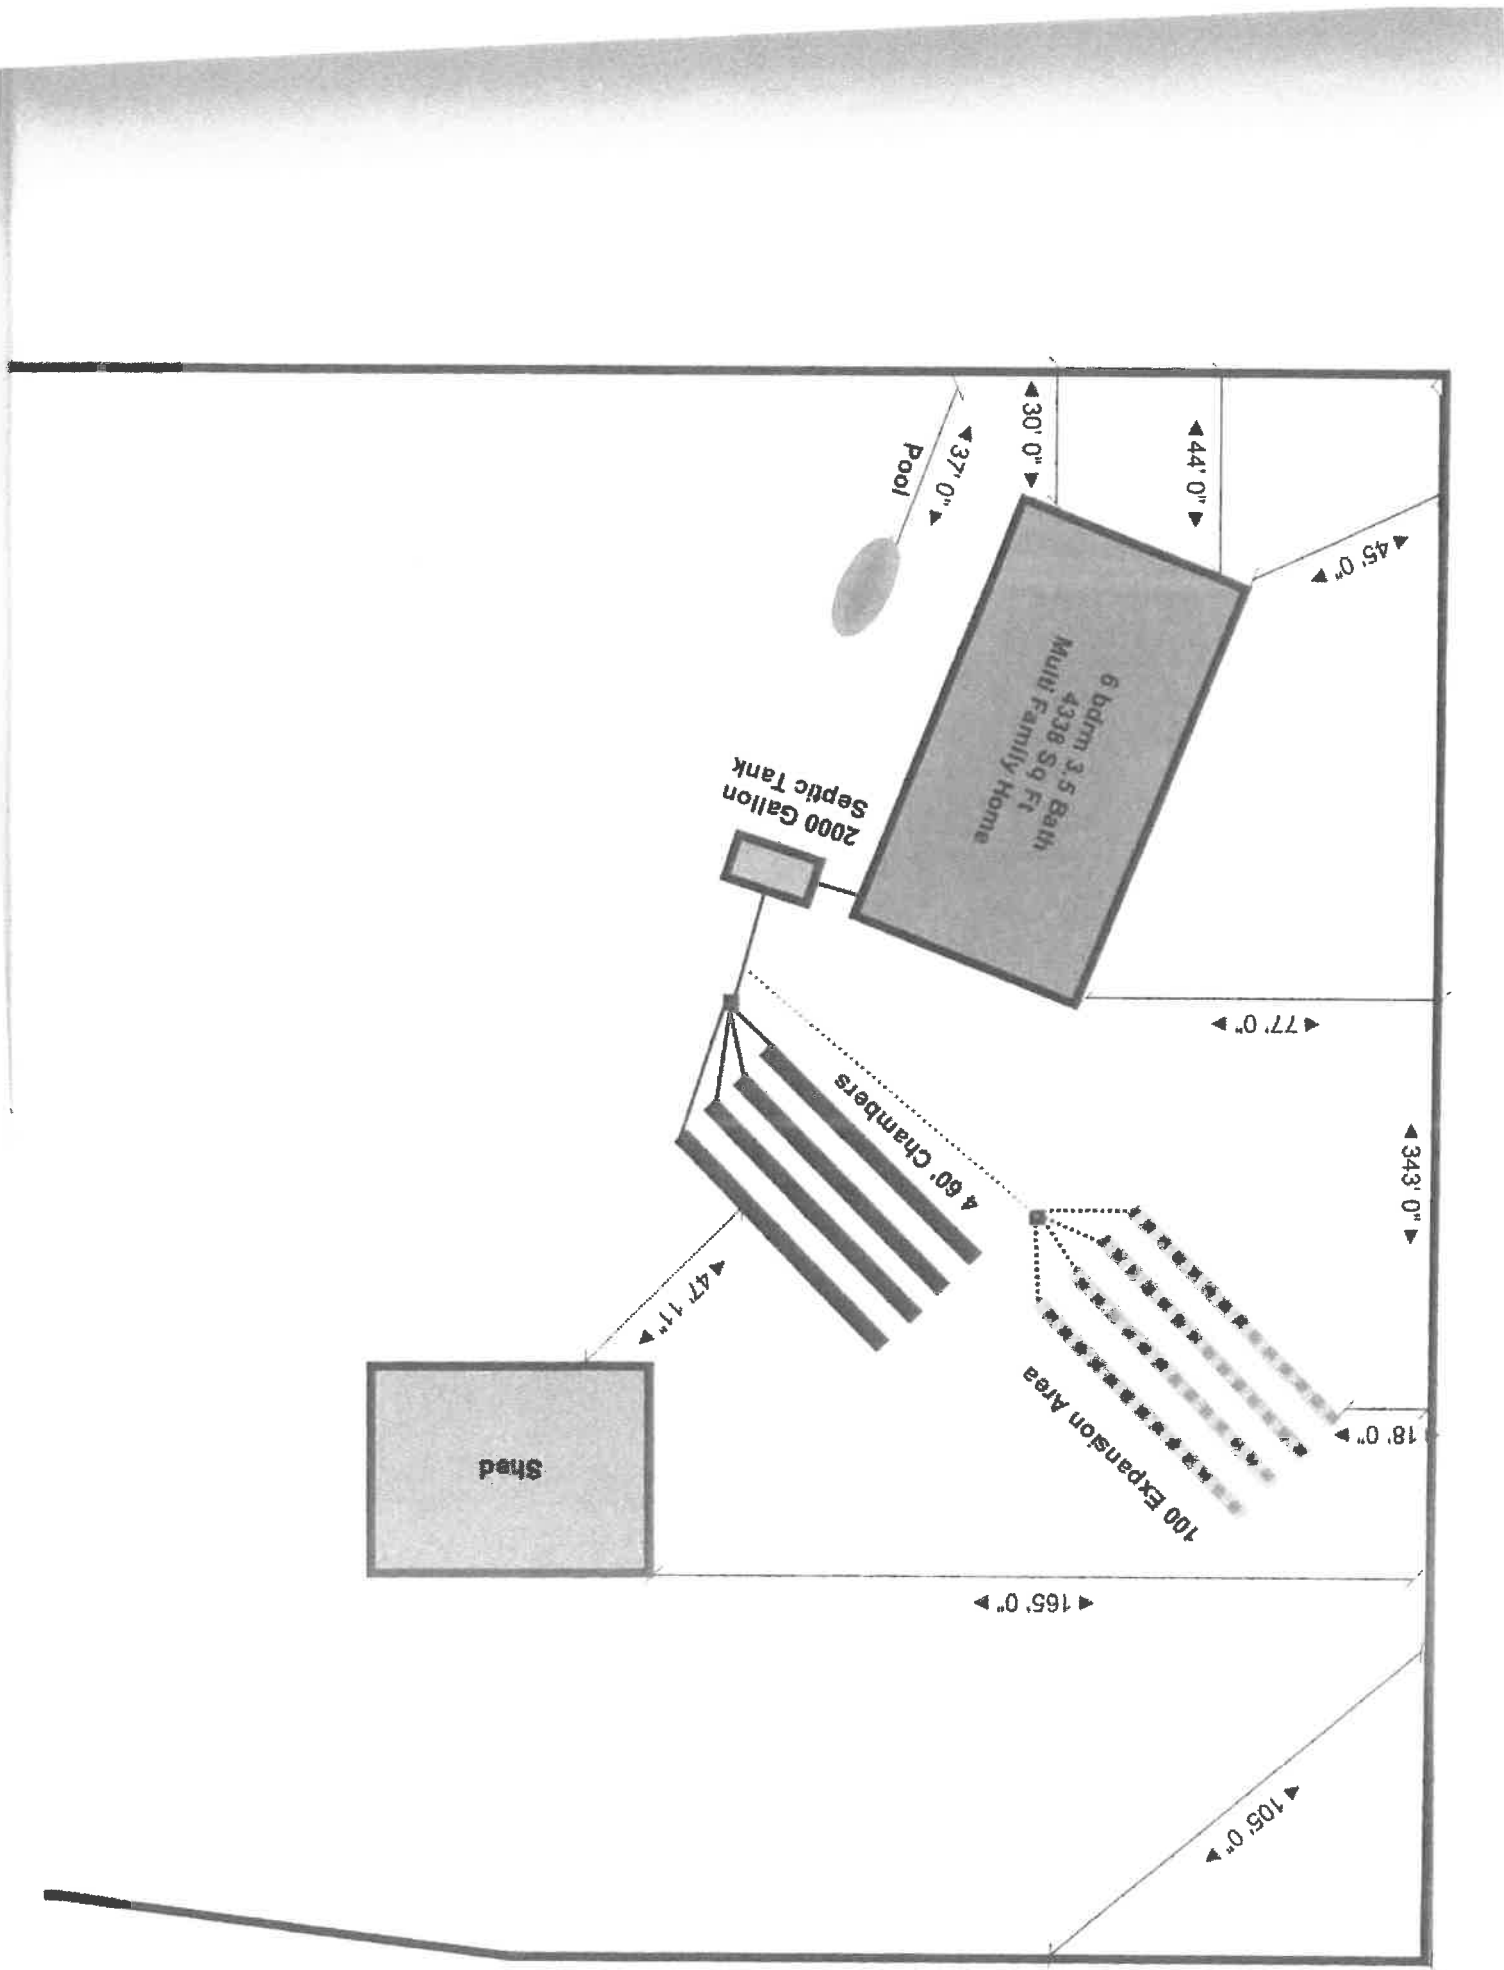 105' 0"
165' 0"
Shed
18' 0"
100 Expansion Area
47' 11"
4 60' Chambers
343' 0"
77' 0"
2000 Gallon
Septic Tank
6 bdrm 3.5 Bath
4338 Sq Ft
Multi Family Home
45' 0"
44' 0"
30' 0"
37' 0"
Pool